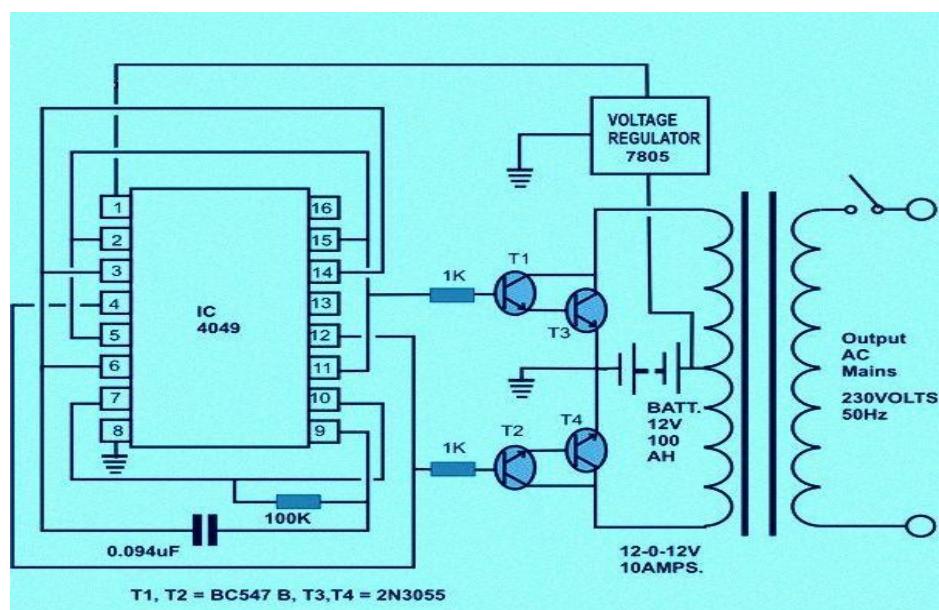 VOLTAGE
REGULATOR
7805
1
2
3
4
5
6
7
8
IC
4049
16
15
14
13
12
11
10
9
1K
T1
T3
1K
T2
T4
BATT.
12V
100
AH
Output
AC
Mains
230VOLTS
50Hz
100K
0.094uF
12-0-12V
10AMPS.
T1, T2 = BC547 B, T3,T4 = 2N3055